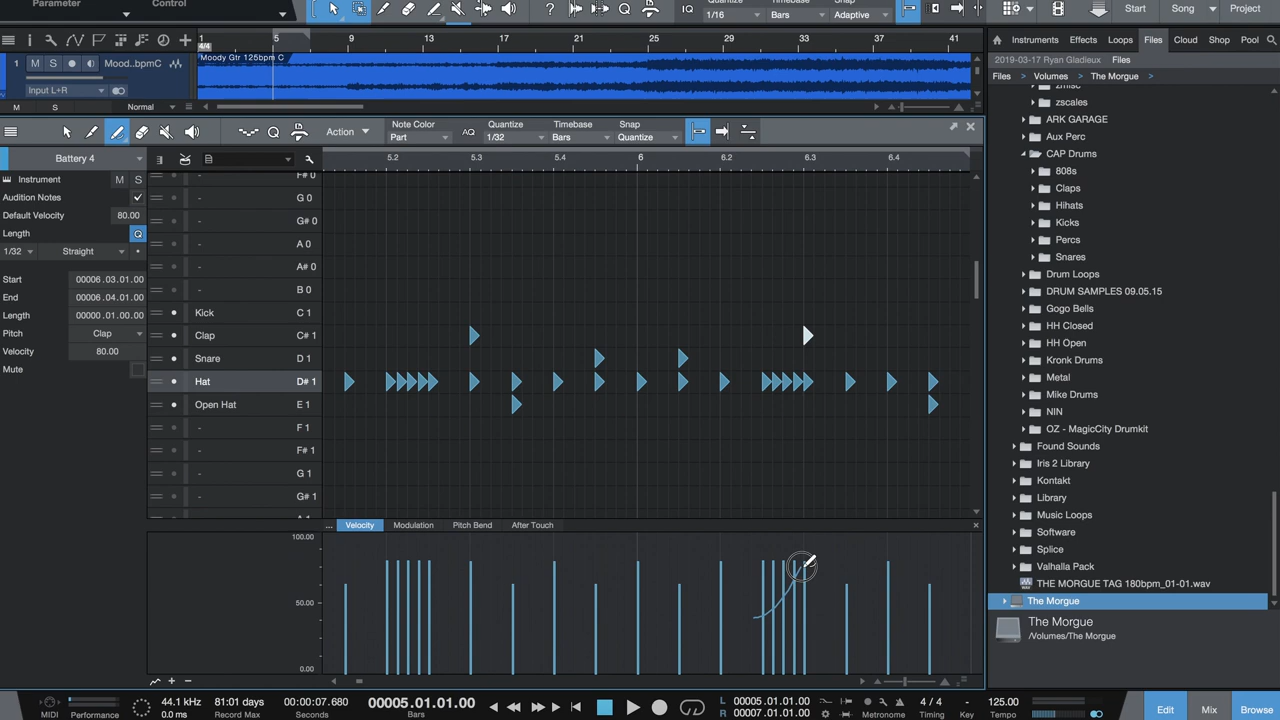 Parameter
Control
IQ
Quantize
1/16
Timebase
Bars
Snap
Adaptive
Start
Song
Project
1 5 9 13 17 21 25 29 33 37 41
4/4
Moody Gtr 125bpm C
1 M S Mood..bpmC
Input L+R
M S Normal
Instruments Effects Loops Files Cloud Shop Pool
2019-03-17 Ryan Gladieux Files
Files > Volumes > The Morgue >
zmisc
zscales
ARK GARAGE
Aux Perc
CAP Drums
808s
Claps
Hihats
Kicks
Percs
Snares
Drum Loops
DRUM SAMPLES 09.05.15
Gogo Bells
HH Closed
HH Open
Kronk Drums
Metal
Mike Drums
NIN
OZ - MagicCity Drumkit
Found Sounds
Iris 2 Library
Kontakt
Library
Music Loops
Software
Splice
Valhalla Pack
THE MORGUE TAG 180bpm_01-01.wav
The Morgue
The Morgue
/Volumes/The Morgue
Action
Note Color
Part
AQ
Quantize
1/32
Timebase
Bars
Snap
Quantize
Battery 4
5.2 5.3 5.4 6 6.2 6.3 6.4
Instrument M S
Audition Notes
Default Velocity 80.00
Length Q
1/32 Straight
Start 00006.03.01.00
End 00006.04.01.00
Length 00000.01.00.00
Pitch Clap
Velocity 80.00
Mute
F# 0
- G 0
- G# 0
- A 0
- A# 0
- B 0
Kick C 1
Clap C# 1
Snare D 1
Hat D# 1
Open Hat E 1
- F 1
- F# 1
- G 1
- G# 1
A 1
... Velocity Modulation Pitch Bend After Touch
100.00
50.00
0.00
MIDI
Performance
44.1 kHz
0.0 ms
81:01 days
Record Max
00:00:07.680
Seconds
00005.01.01.00
Bars
L 00005.01.01.00
R 00007.01.01.00
Metronome
4 / 4
Timing
-
Key
125.00
Tempo
Edit Mix Browse